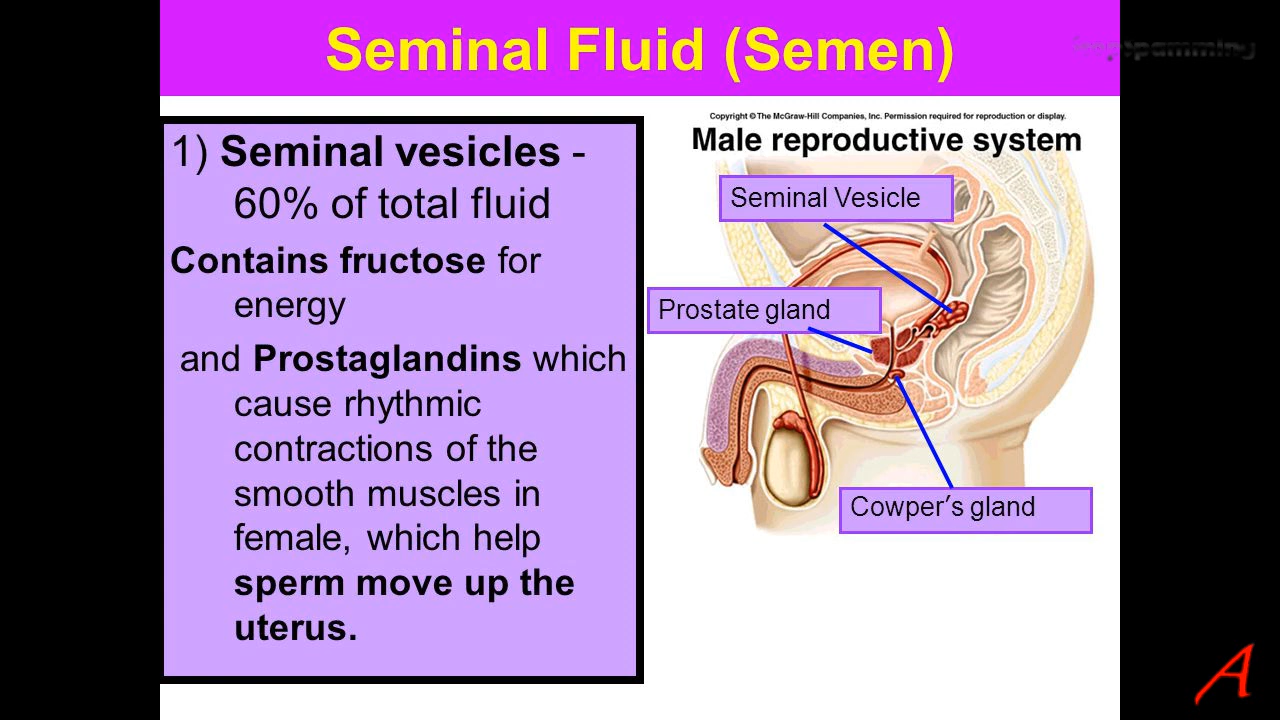 Seminal Fluid (Semen)
1) Seminal vesicles -
60% of total fluid
Contains fructose for
energy
and Prostaglandins which
cause rhythmic
contractions of the
smooth muscles in
female, which help
sperm move up the
uterus.
Copyright © The McGraw-Hill Companies, Inc. Permission required for reproduction or display.
Male reproductive system
Seminal Vesicle
Prostate gland
Cowper′s gland
A